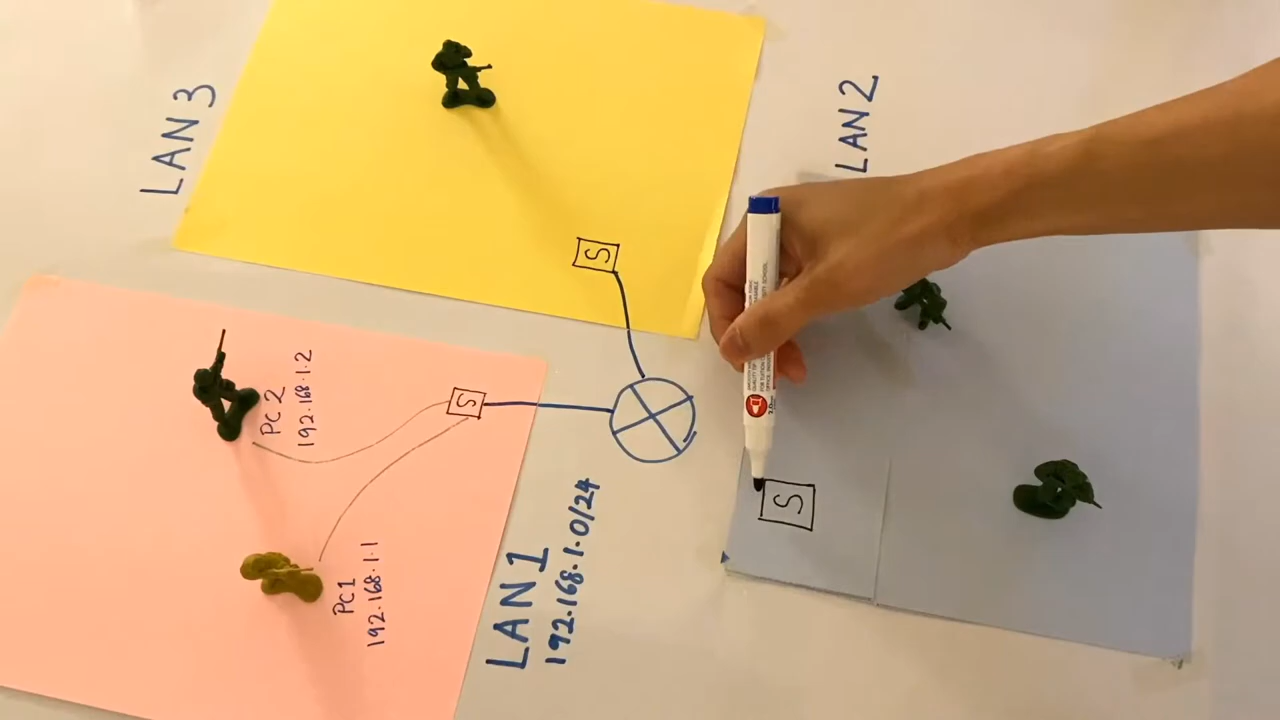 LAN 3
LAN 2
S
S
PC 2
192.168.1.2
S
PC1
192.168.1.1
LAN 1
192.168.1.0/24